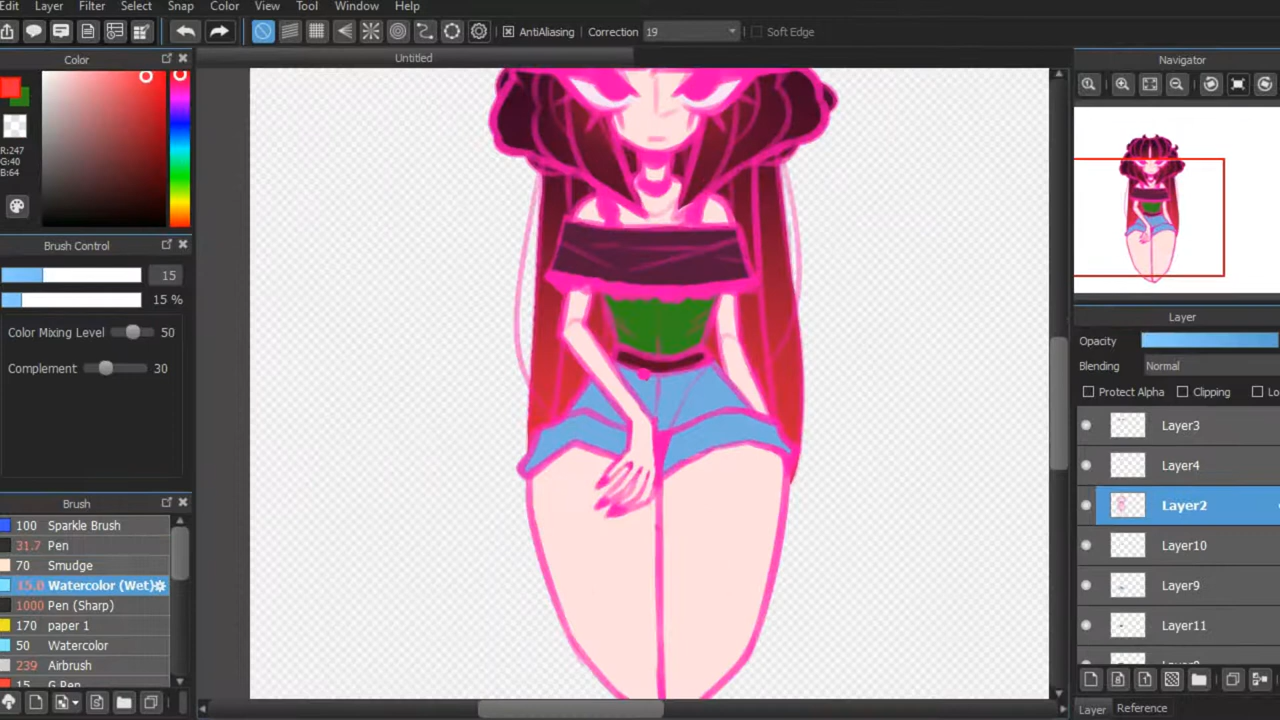 Edit Layer Filter Select Snap Color View Tool Window Help
AntiAliasing Correction 19 Soft Edge
Color
Untitled
Navigator
R:247
G:40
B:64
Brush Control
15
15 %
Color Mixing Level 50
Complement 30
Brush
100 Sparkle Brush
31.7 Pen
70 Smudge
15.0 Watercolor (Wet)
1000 Pen (Sharp)
170 paper 1
50 Watercolor
239 Airbrush
15 G Pen
Layer
Opacity
Blending Normal
Protect Alpha Clipping Lo
Layer3
Layer4
Layer2
Layer10
Layer9
Layer11
Layer Reference